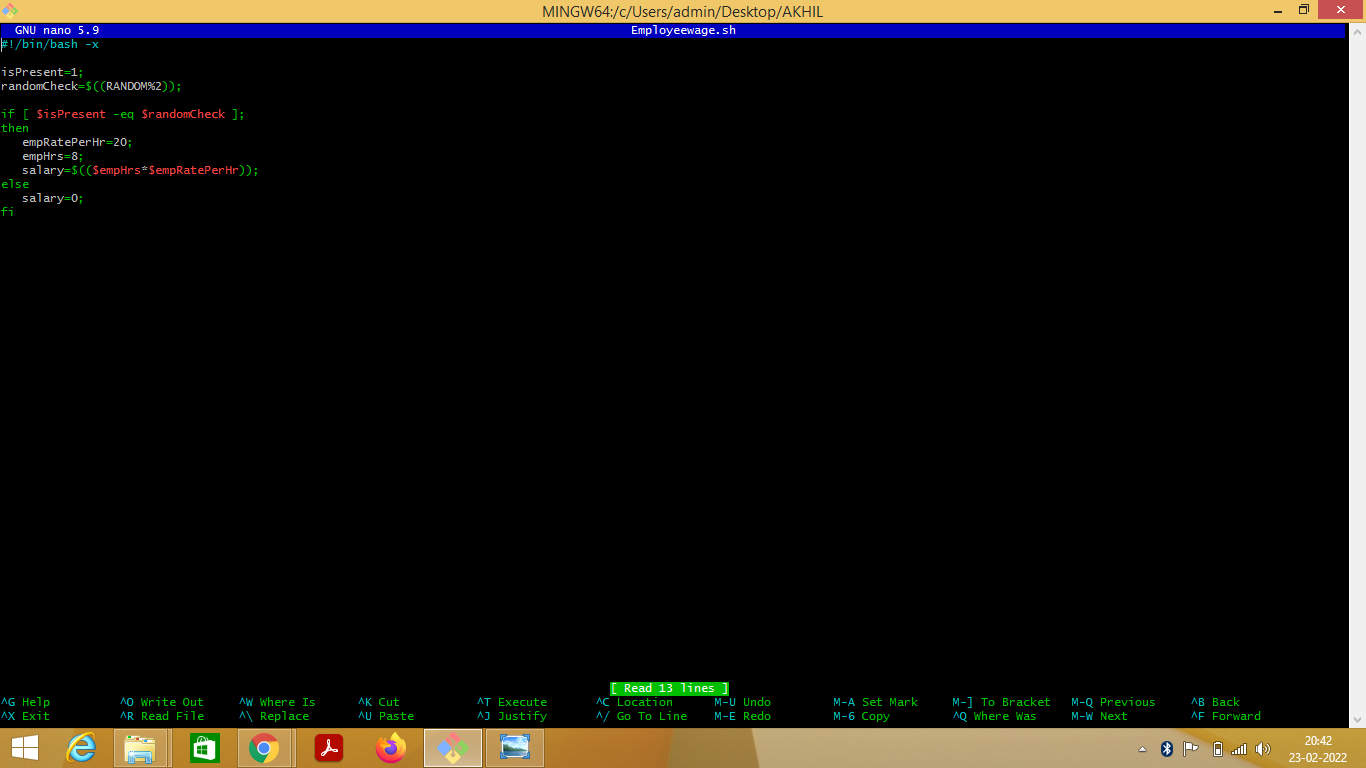 MINGW64:/c/Users/admin/Desktop/AKHIL
GNU nano 5.9 Employeewage.sh
#!/bin/bash -x
isPresent=1;
randomCheck=$((RANDOM%2));
if [ $isPresent -eq $randomCheck ];
then
empRatePerHr=20;
empHrs=8;
salary=$(($empHrs*$empRatePerHr));
else
salary=0;
fi
[ Read 13 lines ]
^G Help ^O Write Out ^W Where Is ^K Cut ^T Execute ^C Location M-U Undo M-A Set Mark M-] To Bracket M-Q Previous ^B Back
^X Exit ^R Read File ^\ Replace ^U Paste ^J Justify ^/ Go To Line M-E Redo M-6 Copy ^Q Where Was M-W Next ^F Forward
20:42
23-02-2022